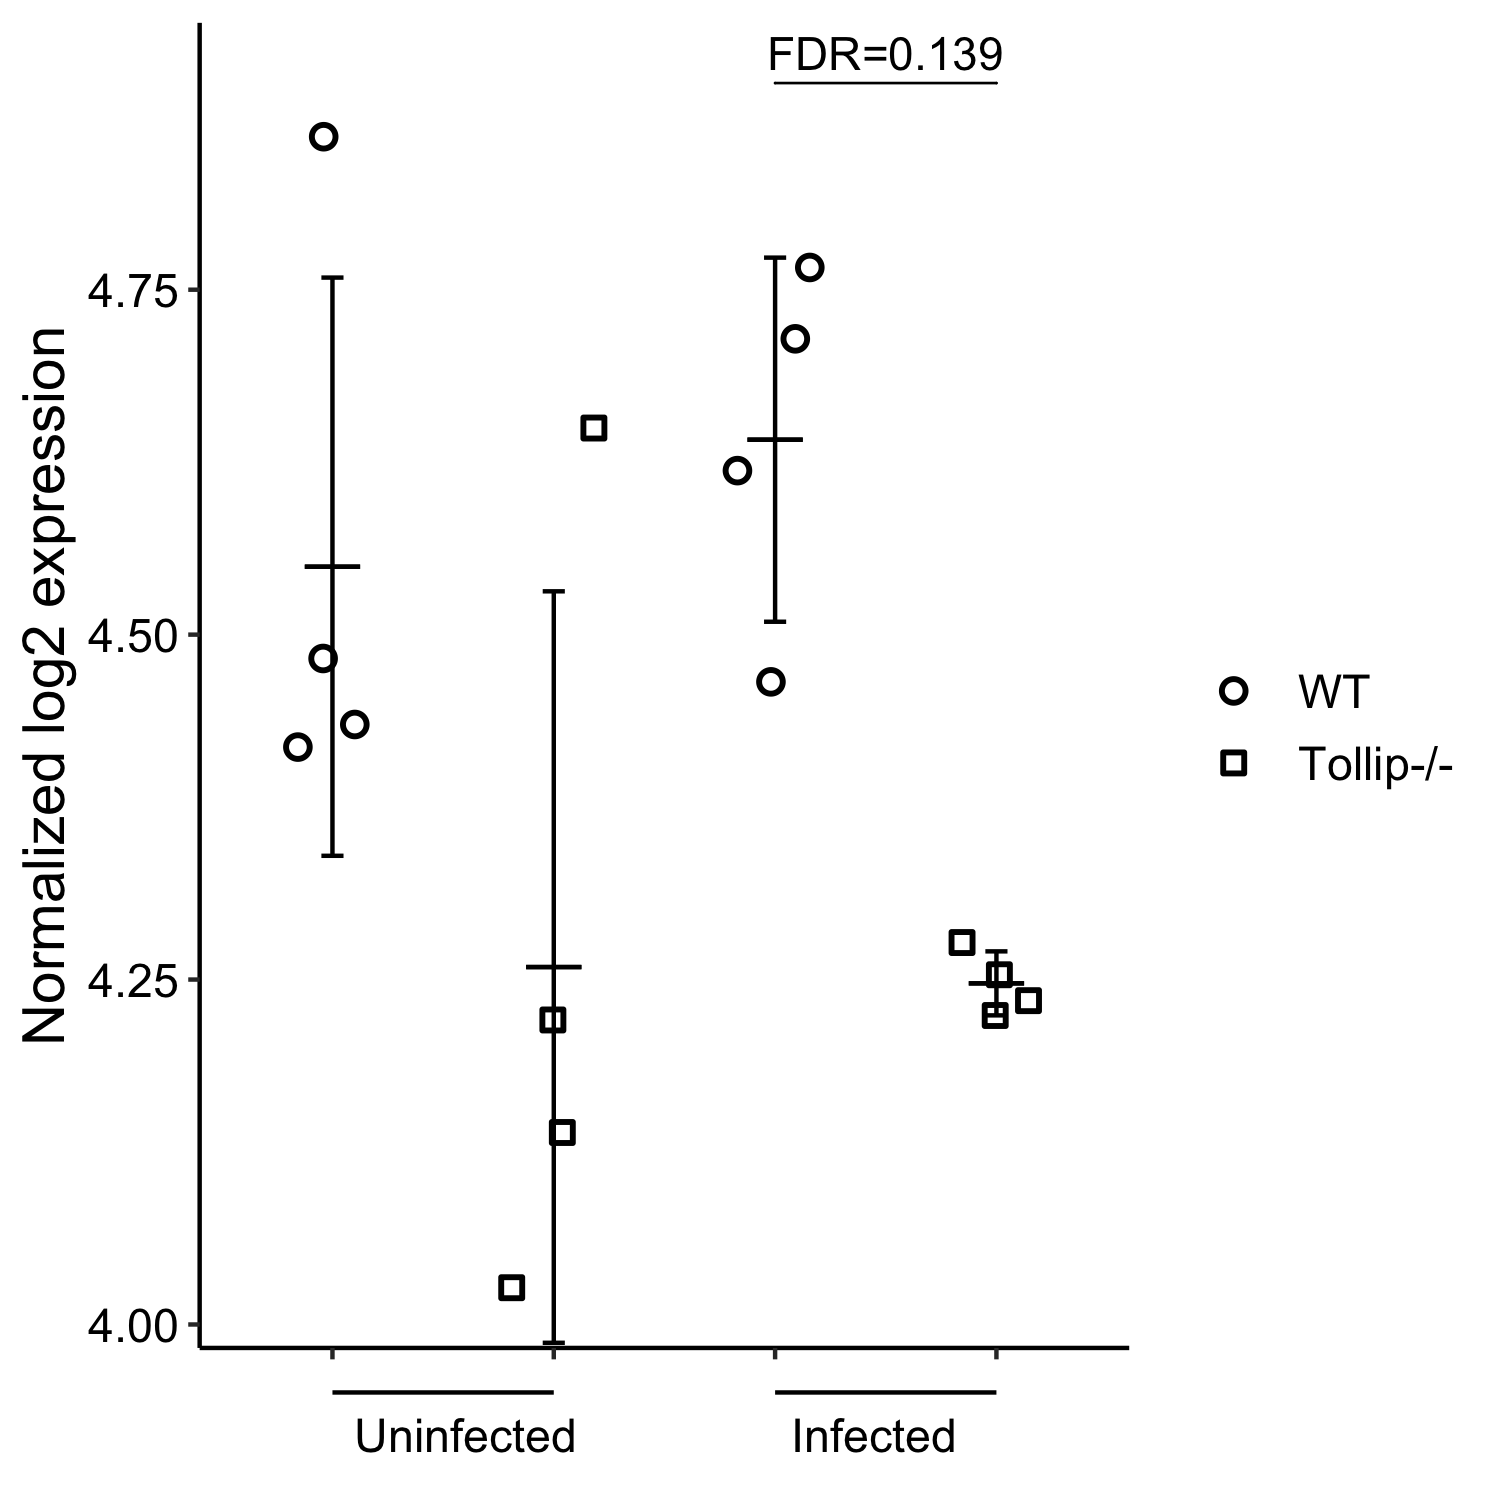 FDR=0.139
Normalized log2 expression
4.75
4.50
4.25
4.00
WT
Tollip-/-
Uninfected
Infected